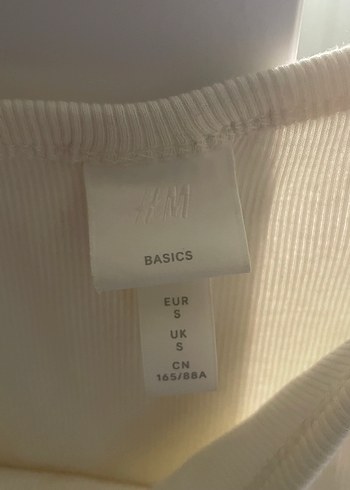 H&M
BASICS
EUR
S
UK
S
CN
165/88A